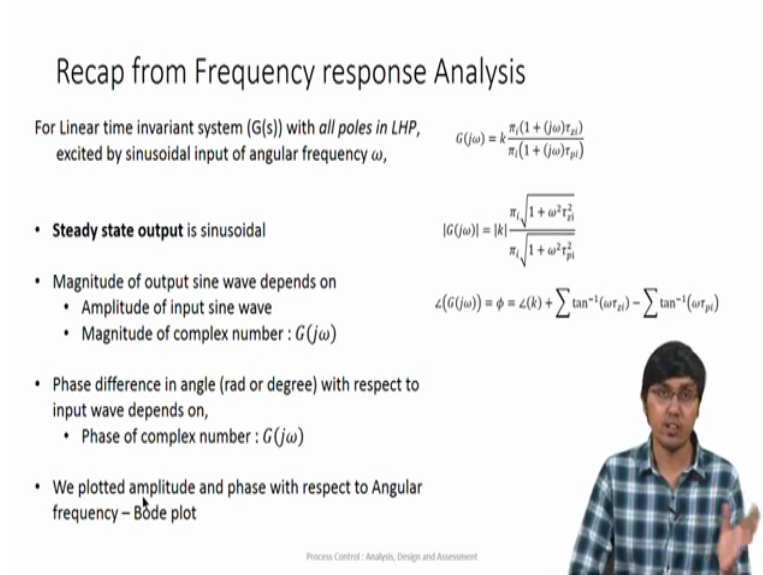 Recap from Frequency response Analysis
For Linear time invariant system (G(s)) with all poles in LHP,
excited by sinusoidal input of angular frequency ω,
• Steady state output is sinusoidal
• Magnitude of output sine wave depends on
• Amplitude of input sine wave
• Magnitude of complex number : G(jω)
• Phase difference in angle (rad or degree) with respect to
input wave depends on,
• Phase of complex number : G(jω)
• We plotted amplitude and phase with respect to Angular
frequency – Bode plot
G(jω) = k π_i(1 + (jω)τ_zi) / π_i(1 + (jω)τ_pi)
|G(jω)| = |k| π_i√(1 + ω²τ²_zi) / π_i√(1 + ω²τ²_pi)
∠(G(jω)) = ϕ = ∠(k) + ∑ tan⁻¹(ωτ_zi) − ∑ tan⁻¹(ωτ_pi)
Process Control : Analysis, Design and Assessment